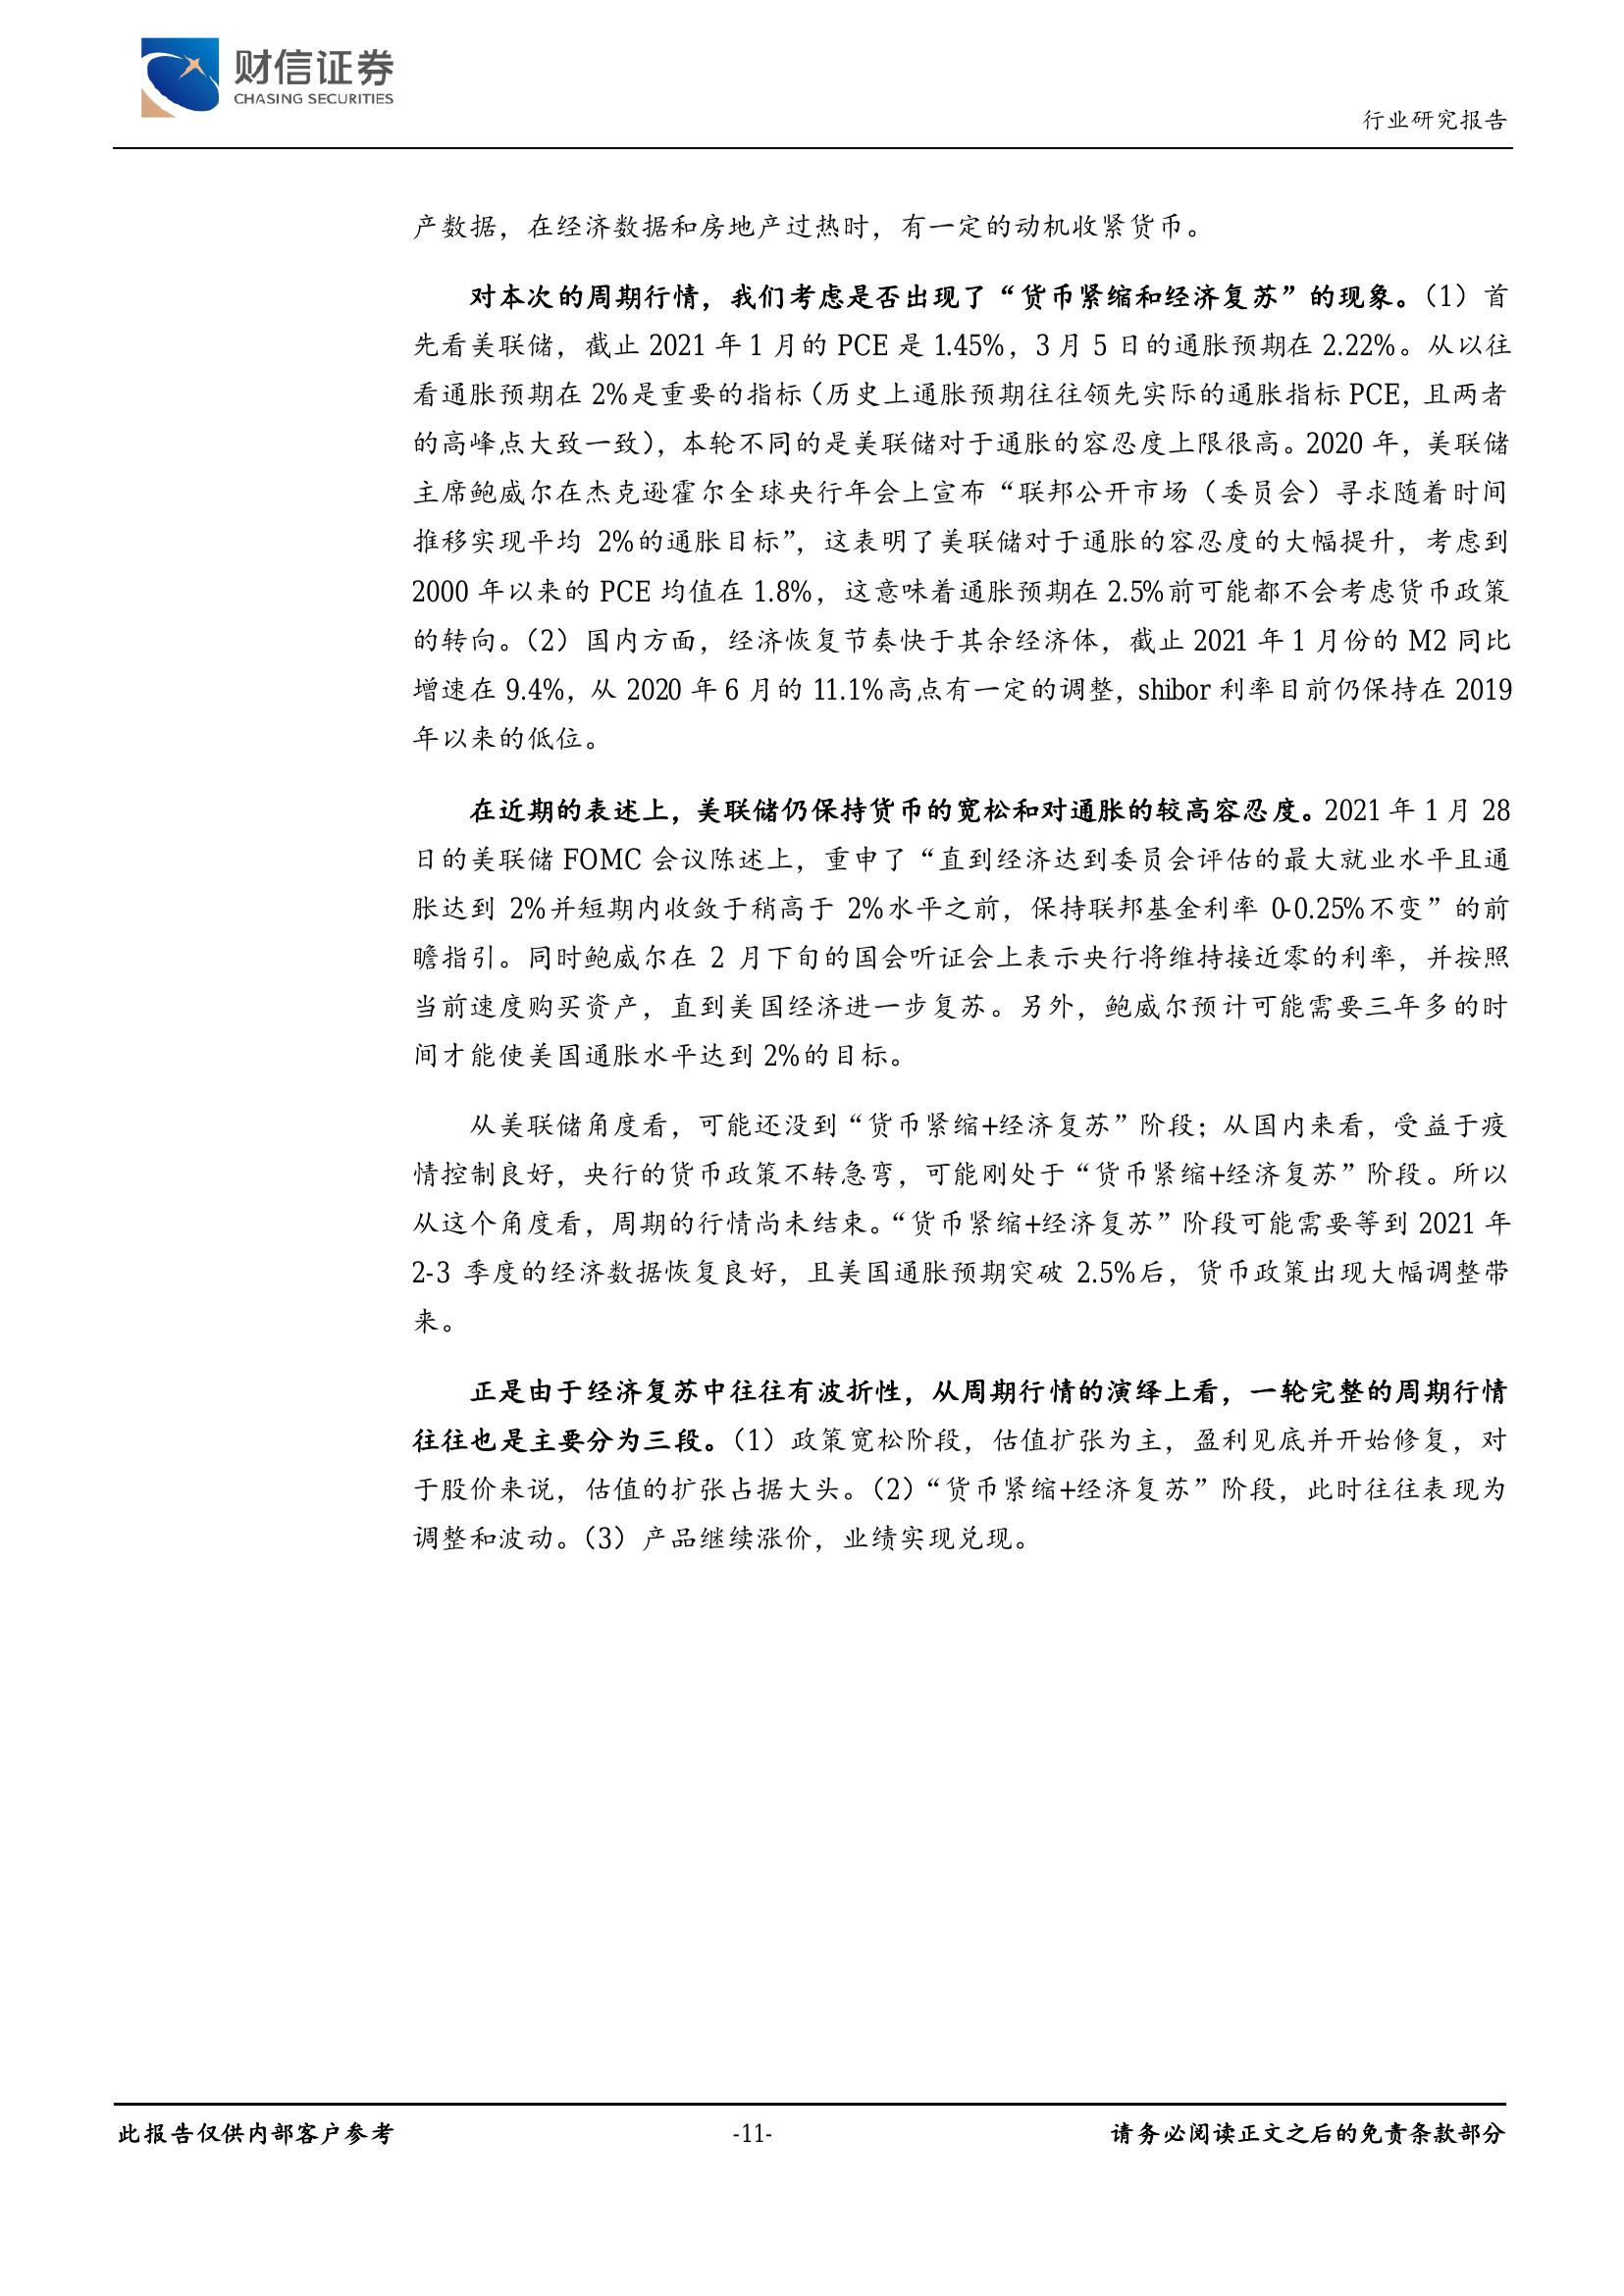 财信证券
CHASING SECURITIES
行业研究报告
产数据，在经济数据和房地产过热时，有一定的动机收紧货币。
对本次的周期行情，我们考虑是否出现了“货币紧缩和经济复苏”的现象。（1）首
先看美联储，截止 2021 年 1 月的 PCE 是 1.45%，3 月 5 日的通胀预期在 2.22%。从以往
看通胀预期在 2%是重要的指标（历史上通胀预期往往领先实际的通胀指标 PCE，且两者
的高峰点大致一致），本轮不同的是美联储对于通胀的容忍度上限很高。2020 年，美联储
主席鲍威尔在杰克逊霍尔全球央行年会上宣布“联邦公开市场（委员会）寻求随着时间
推移实现平均 2%的通胀目标”，这表明了美联储对于通胀的容忍度的大幅提升，考虑到
2000 年以来的 PCE 均值在 1.8%，这意味着通胀预期在 2.5%前可能都不会考虑货币政策
的转向。（2）国内方面，经济恢复节奏快于其余经济体，截止 2021 年 1 月份的 M2 同比
增速在 9.4%，从 2020 年 6 月的 11.1%高点有一定的调整，shibor 利率目前仍保持在 2019
年以来的低位。
在近期的表述上，美联储仍保持货币的宽松和对通胀的较高容忍度。2021 年 1 月 28
日的美联储 FOMC 会议陈述上，重申了“直到经济达到委员会评估的最大就业水平且通
胀达到 2%并短期内收敛于稍高于 2%水平之前，保持联邦基金利率 0-0.25%不变”的前
瞻指引。同时鲍威尔在 2 月下旬的国会听证会上表示央行将维持接近零的利率，并按照
当前速度购买资产，直到美国经济进一步复苏。另外，鲍威尔预计可能需要三年多的时
间才能使美国通胀水平达到 2%的目标。
从美联储角度看，可能还没到“货币紧缩+经济复苏”阶段；从国内来看，受益于疫
情控制良好，央行的货币政策不转急弯，可能刚处于“货币紧缩+经济复苏”阶段。所以
从这个角度看，周期的行情尚未结束。“货币紧缩+经济复苏”阶段可能需要等到 2021 年
2-3 季度的经济数据恢复良好，且美国通胀预期突破 2.5%后，货币政策出现大幅调整带
来。
正是由于经济复苏中往往有波折性，从周期行情的演绎上看，一轮完整的周期行情
往往也是主要分为三段。（1）政策宽松阶段，估值扩张为主，盈利见底并开始修复，对
于股价来说，估值的扩张占据大头。（2）“货币紧缩+经济复苏”阶段，此时往往表现为
调整和波动。（3）产品继续涨价，业绩实现兑现。
此报告仅供内部客户参考
-11-
请务必阅读正文之后的免责条款部分